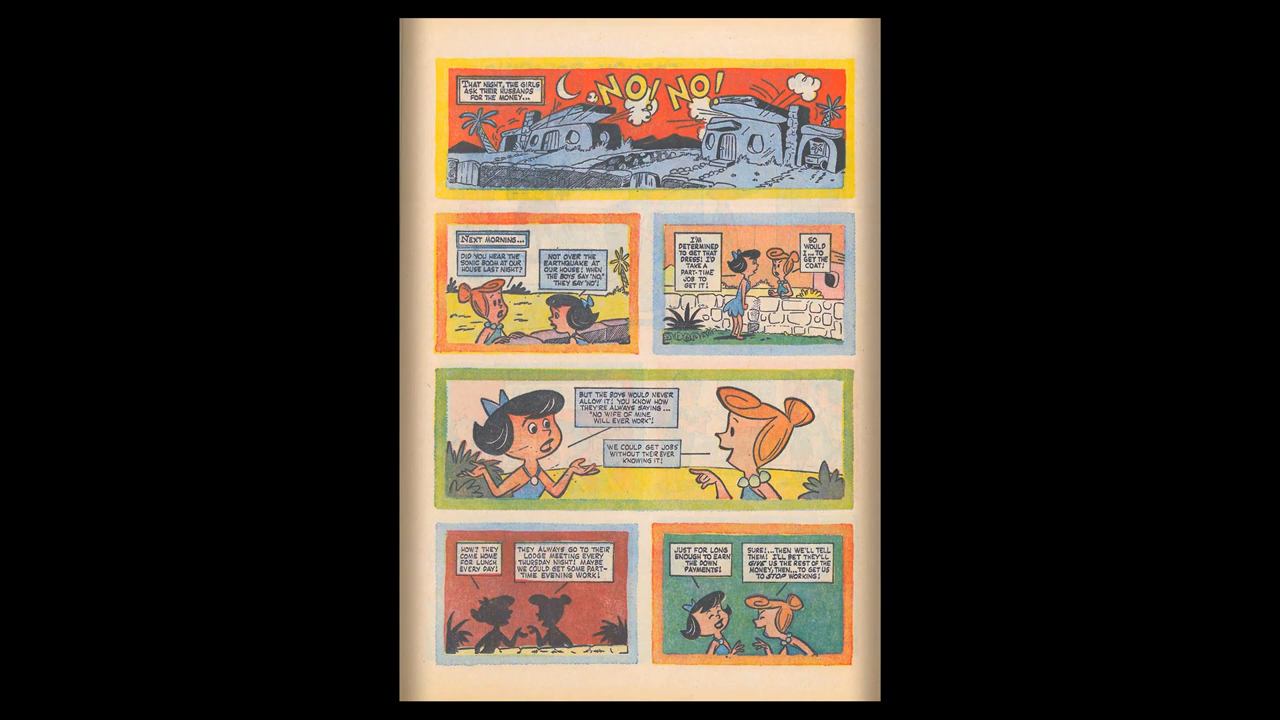 THAT NIGHT, THE GIRLS
ASK THEIR HUSBANDS
FOR THE MONEY...
NO! NO!
NEXT MORNING...
DID YOU HEAR THE
SONIC BOOM AT OUR
HOUSE LAST NIGHT?
NOT OVER THE
EARTHQUAKE AT
OUR HOUSE! WHEN
THE BOYS SAY "NO,"
THEY SAY "NO"!
I'M
DETERMINED
TO GET THAT
DRESS! I'D
TAKE A
PART-TIME
JOB TO
GET IT!
SO
WOULD
I... TO
GET THE
COAT!
BUT THE BOYS WOULD NEVER
ALLOW IT! YOU KNOW HOW
THEY'RE ALWAYS SAYING...
"NO WIFE OF MINE
WILL EVER WORK"!
WE COULD GET JOBS
WITHOUT THEIR EVER
KNOWING IT!
HOW? THEY
COME HOME
FOR LUNCH
EVERY DAY!
THEY ALWAYS GO TO THEIR
LODGE MEETING EVERY
THURSDAY NIGHT! MAYBE
WE COULD GET SOME PART-
TIME EVENING WORK!
JUST FOR LONG
ENOUGH TO EARN
THE DOWN
PAYMENTS!
SURE!...THEN WE'LL TELL
THEM! I'LL BET THEY'LL
GIVE US THE REST OF THE
MONEY, THEN... TO GET US
TO STOP WORKING!